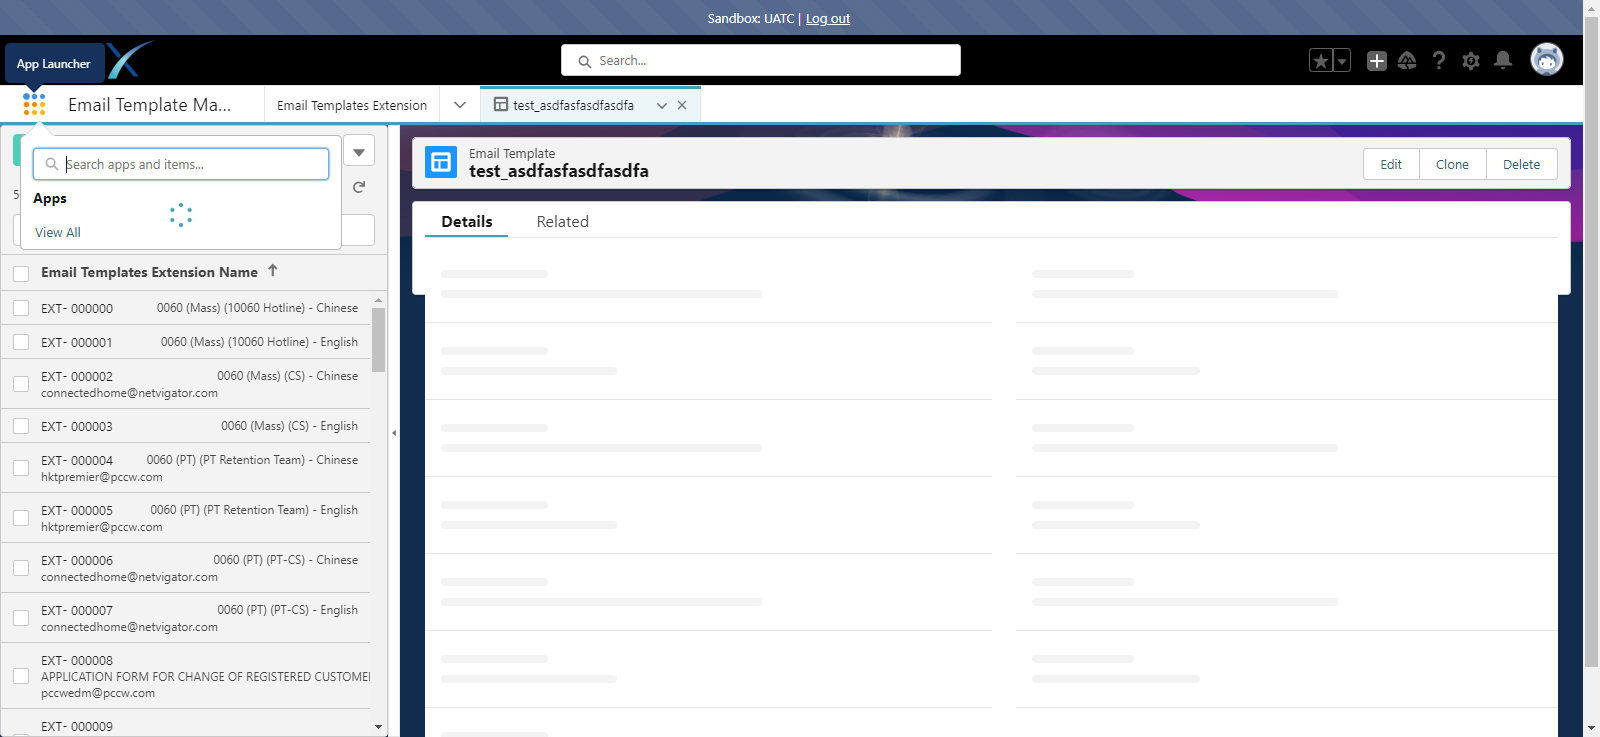 Sandbox: UATC | Log out
App Launcher
Search...
Email Template Ma...
Email Templates Extension
test_asdfasfasdfasdfa
Search apps and items...
Apps
View All
5
Email Template
test_asdfasfasdfasdfa
Edit
Clone
Delete
Details
Related
Email Templates Extension Name
EXT- 000000 0060 (Mass) (10060 Hotline) - Chinese
EXT- 000001 0060 (Mass) (10060 Hotline) - English
EXT- 000002 0060 (Mass) (CS) - Chinese
connectedhome@netvigator.com
EXT- 000003 0060 (Mass) (CS) - English
EXT- 000004 0060 (PT) (PT Retention Team) - Chinese
hktpremier@pccw.com
EXT- 000005 0060 (PT) (PT Retention Team) - English
hktpremier@pccw.com
EXT- 000006 0060 (PT) (PT-CS) - Chinese
connectedhome@netvigator.com
EXT- 000007 0060 (PT) (PT-CS) - English
connectedhome@netvigator.com
EXT- 000008
APPLICATION FORM FOR CHANGE OF REGISTERED CUSTOME
pccwedm@pccw.com
EXT- 000009